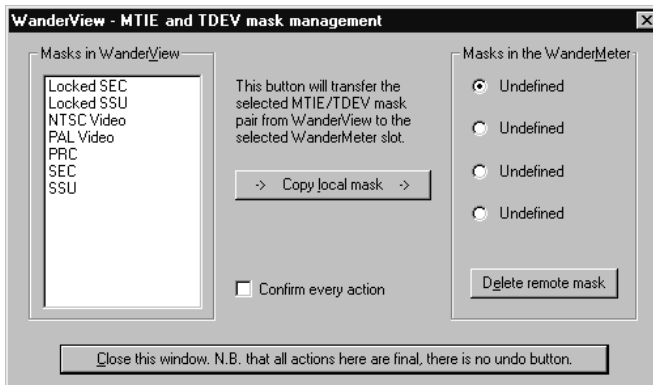 WanderView - MTIE and TDEV mask management
Masks in WanderView
Locked SEC
Locked SSU
NTSC Video
PAL Video
PRC
SEC
SSU
This button will transfer the
selected MTIE/TDEV mask
pair from WanderView to the
selected WanderMeter slot.
-> Copy local mask ->
Confirm every action
Masks in the WanderMeter
Undefined
Undefined
Undefined
Undefined
Delete remote mask
Close this window. N.B. that all actions here are final, there is no undo button.